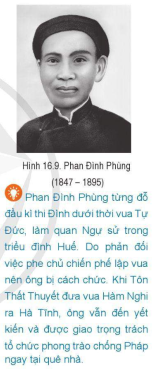 Hình 16.9. Phan Đình Phùng
(1847 – 1895)
Phan Đình Phùng từng đỗ
đầu kì thi Đình dưới thời vua Tự
Đức, làm quan Ngự sử trong
triều đình Huế. Do phản đối
việc phe chủ chiến phế lập vua
nên ông bị cách chức. Khi Tôn
Thất Thuyết đưa vua Hàm Nghi
ra Hà Tĩnh, ông vẫn đến yết
kiến và được giao trọng trách
tổ chức phong trào chống Pháp
ngay tại quê nhà.